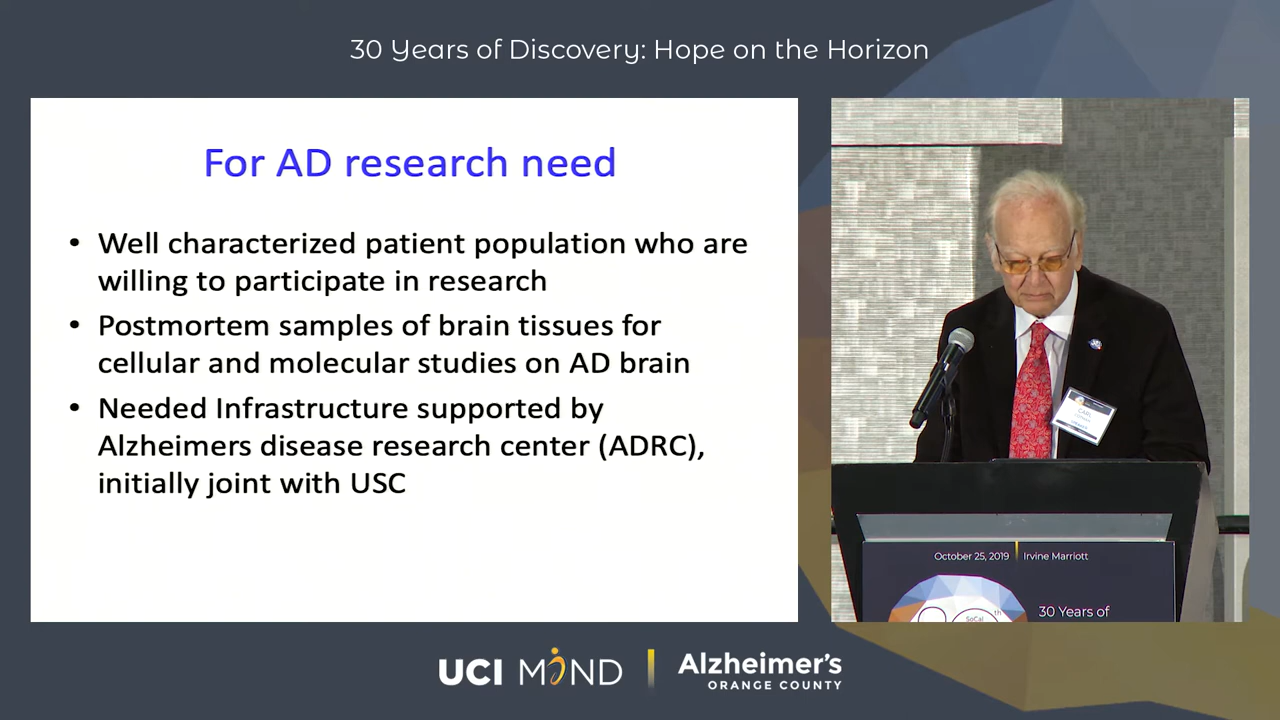 30 Years of Discovery: Hope on the Horizon
For AD research need
• Well characterized patient population who are
willing to participate in research
• Postmortem samples of brain tissues for
cellular and molecular studies on AD brain
• Needed Infrastructure supported by
Alzheimers disease research center (ADRC),
initially joint with USC
CARL
October 25, 2019 Irvine Marriott
th
SoCal
30 Years of
UCI MIND
Alzheimer's
ORANGE COUNTY